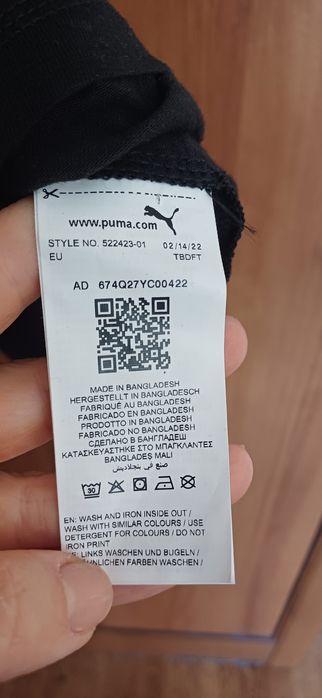 www.puma.com
STYLE NO. 522423-01 02/14/22
EU TBDFT
AD 674Q27YC00422
MADE IN BANGLADESH
HERGESTELLT IN BANGLADESCH
FABRIQUÉ AU BANGLADESH
FABRICADO EN BANGLADESH
PRODOTTO IN BANGLADESH
FABRICADO NO BANGLADESH
СДЕЛАНО В БАНГЛАДЕШ
ΚΑΤΑΣΚΕΥΑΣΤΗΚΕ ΣΤΟ ΜΠΑΓΚΛΑΝΤΕΣ
BANGLADEŞ MALI
صنع في بنجلاديش
30
EN: WASH AND IRON INSIDE OUT /
WASH WITH SIMILAR COLOURS / USE
DETERGENT FOR COLOURS / DO NOT
IRON PRINT
LINKS WASCHEN UND BUGELN /
HNLICHEN FARBEN WASCHEN /